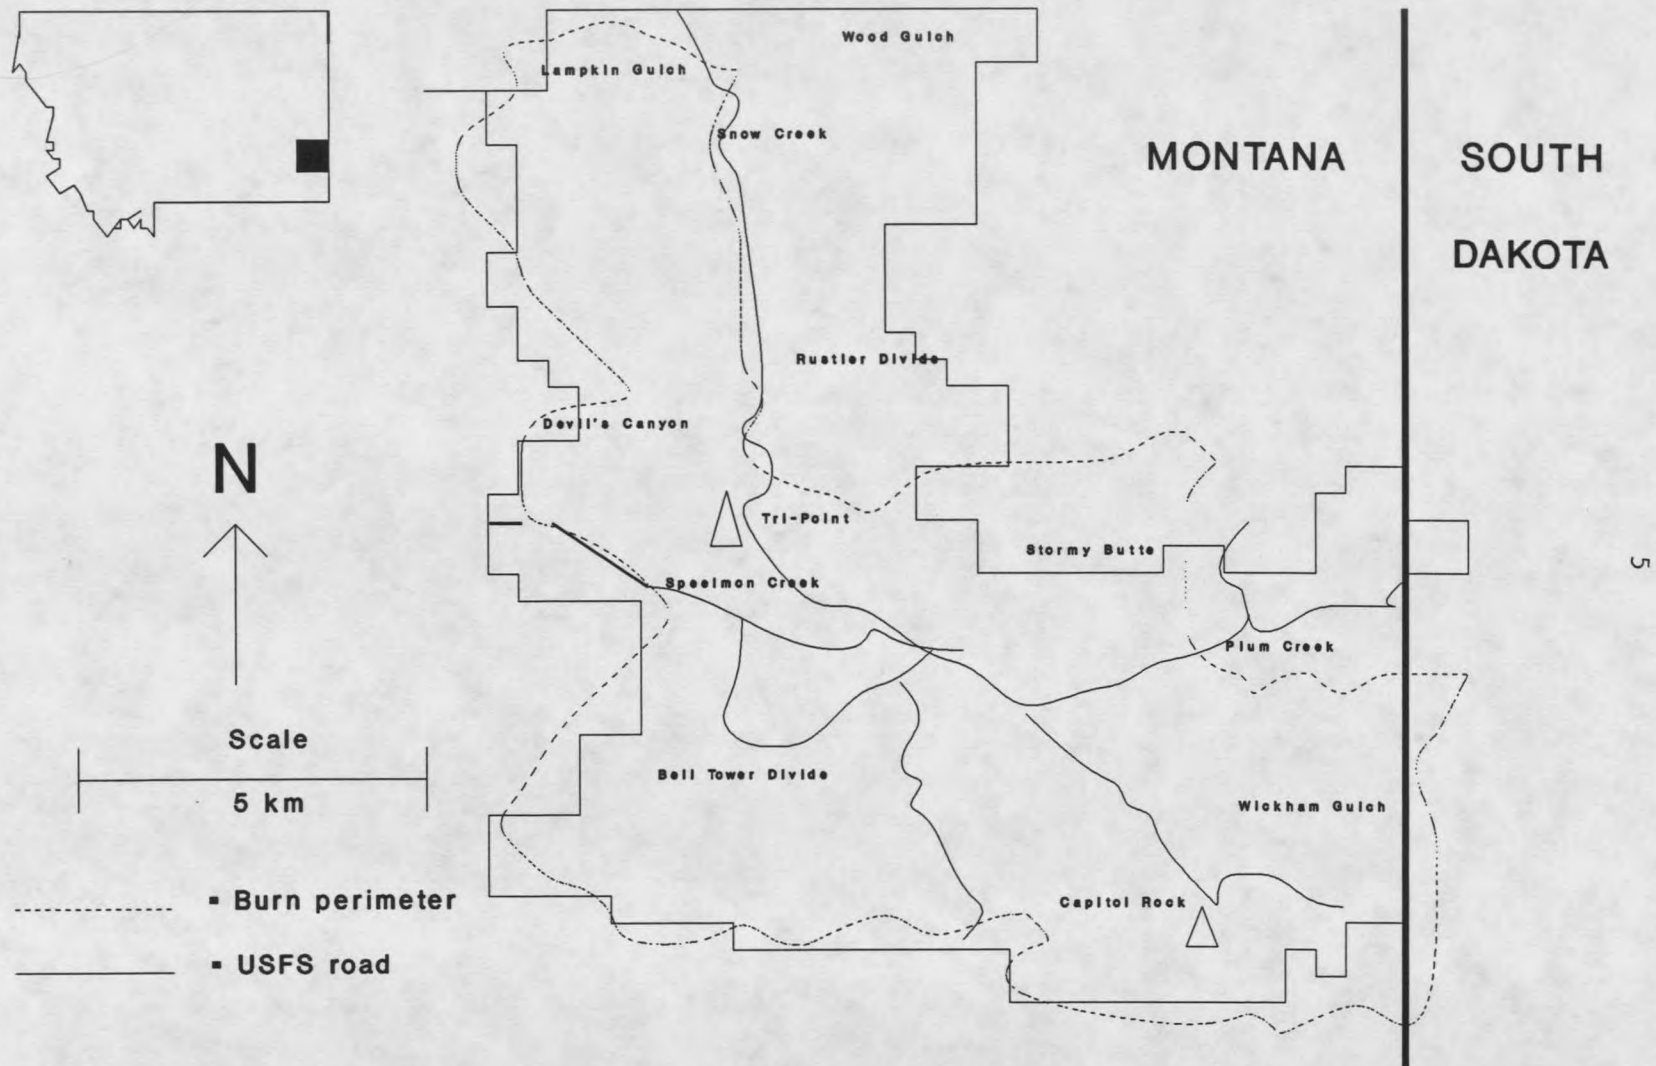 Wood Gulch
Lampkin Gulch
Snow Creek
MONTANA
SOUTH
DAKOTA
Rustler Divide
Devil's Canyon
N
Tri-Point
Stormy Butte
5
Speelmon Creek
Plum Creek
Scale
5 km
Bell Tower Divide
Wickham Gulch
Capitol Rock
= Burn perimeter
= USFS road